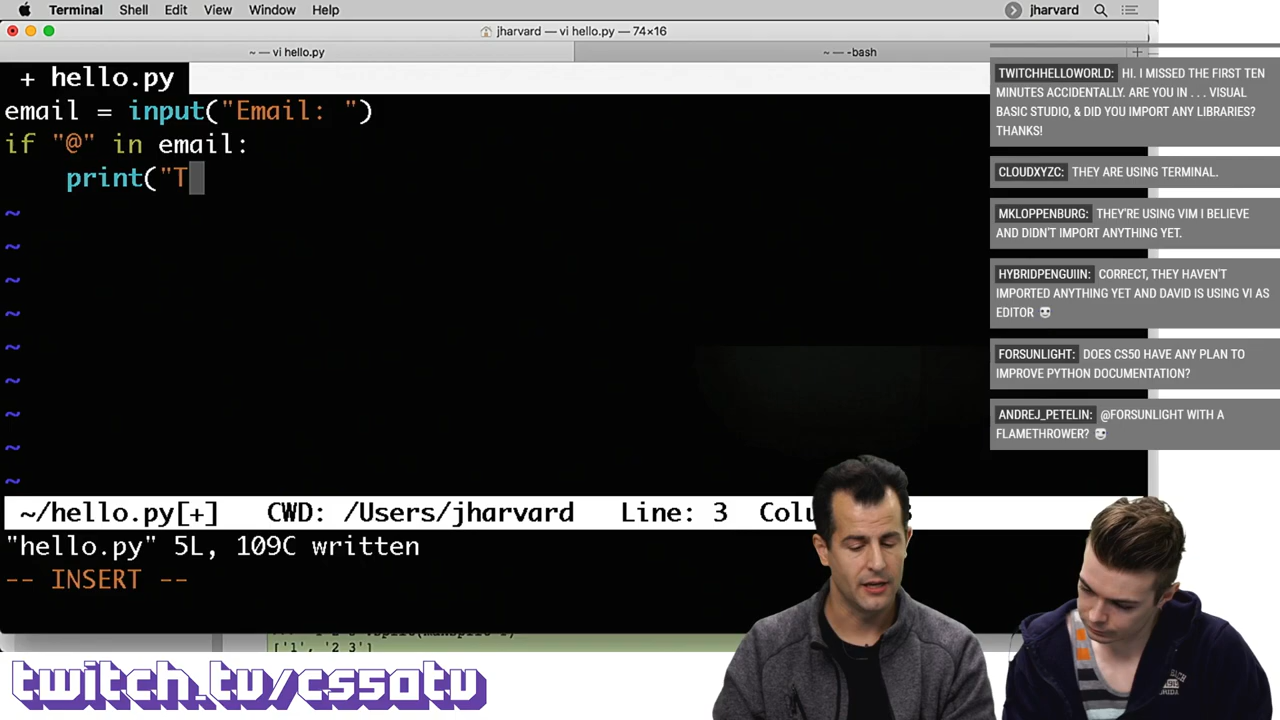 Terminal Shell Edit View Window Help jharvard
jharvard — vi hello.py — 74×16
~ — vi hello.py
~ — -bash
+
+ hello.py
email = input("Email: ")
if "@" in email:
    print("T
~
~
~
~
~
~
~
~
~
~/hello.py[+] CWD: /Users/jharvard Line: 3 Colu
"hello.py" 5L, 109C written
-- INSERT --
['1', '2 3']
TWITCHHELLOWORLD: HI. I MISSED THE FIRST TEN
MINUTES ACCIDENTALLY. ARE YOU IN . . . VISUAL
BASIC STUDIO, & DID YOU IMPORT ANY LIBRARIES?
THANKS!
CLOUDXYZC: THEY ARE USING TERMINAL.
MKLOPPENBURG: THEY'RE USING VIM I BELIEVE
AND DIDN'T IMPORT ANYTHING YET.
HYBRIDPENGUIIN: CORRECT, THEY HAVEN'T
IMPORTED ANYTHING YET AND DAVID IS USING VI AS
EDITOR
FORSUNLIGHT: DOES CS50 HAVE ANY PLAN TO
IMPROVE PYTHON DOCUMENTATION?
ANDREJ_PETELIN: @FORSUNLIGHT WITH A
FLAMETHROWER?
twitch.tv/cs50tv